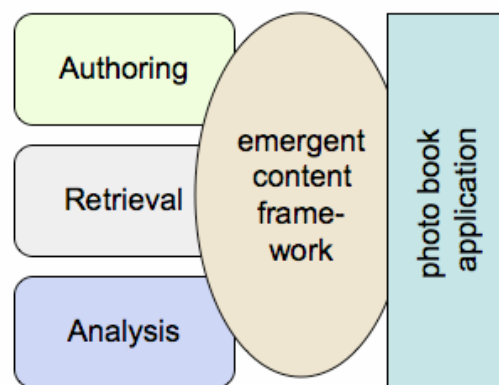 Authoring
Retrieval
Analysis
emergent
content
frame-
work
photo book
application